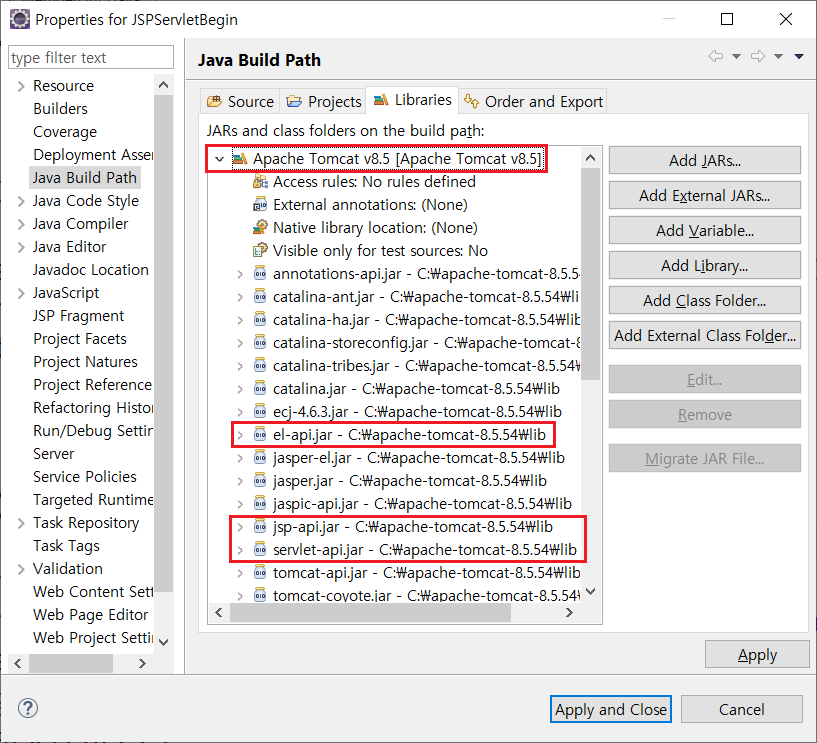 Properties for JSPServletBegin
type filter text
Resource
Builders
Coverage
Deployment Asser
Java Build Path
Java Code Style
Java Compiler
Java Editor
Javadoc Location
JavaScript
JSP Fragment
Project Facets
Project Natures
Project Reference
Refactoring Histor
Run/Debug Settin
Server
Service Policies
Targeted Runtime
Task Repository
Task Tags
Validation
Web Content Sett
Web Page Editor
Web Project Settin
Java Build Path
Source Projects Libraries Order and Export
JARs and class folders on the build path:
Apache Tomcat v8.5 [Apache Tomcat v8.5]
Access rules: No rules defined
External annotations: (None)
Native library location: (None)
Visible only for test sources: No
annotations-api.jar - C:₩apache-tomcat-8.5.5
catalina-ant.jar - C:₩apache-tomcat-8.5.54₩li
catalina-ha.jar - C:₩apache-tomcat-8.5.54₩lib
catalina-storeconfig.jar - C:₩apache-tomcat-8
catalina-tribes.jar - C:₩apache-tomcat-8.5.54₩
catalina.jar - C:₩apache-tomcat-8.5.54₩lib
ecj-4.6.3.jar - C:₩apache-tomcat-8.5.54₩lib
el-api.jar - C:₩apache-tomcat-8.5.54₩lib
jasper-el.jar - C:₩apache-tomcat-8.5.54₩lib
jasper.jar - C:₩apache-tomcat-8.5.54₩lib
jaspic-api.jar - C:₩apache-tomcat-8.5.54₩lib
jsp-api.jar - C:₩apache-tomcat-8.5.54₩lib
servlet-api.jar - C:₩apache-tomcat-8.5.54₩lib
tomcat-api.jar - C:₩apache-tomcat-8.5.54₩lib
tomcat-coyote.jar - C:₩apache-tomcat-8.5.54₩
Add JARs...
Add External JARs...
Add Variable...
Add Library...
Add Class Folder...
Add External Class Folder...
Edit...
Remove
Migrate JAR File...
Apply
Apply and Close
Cancel